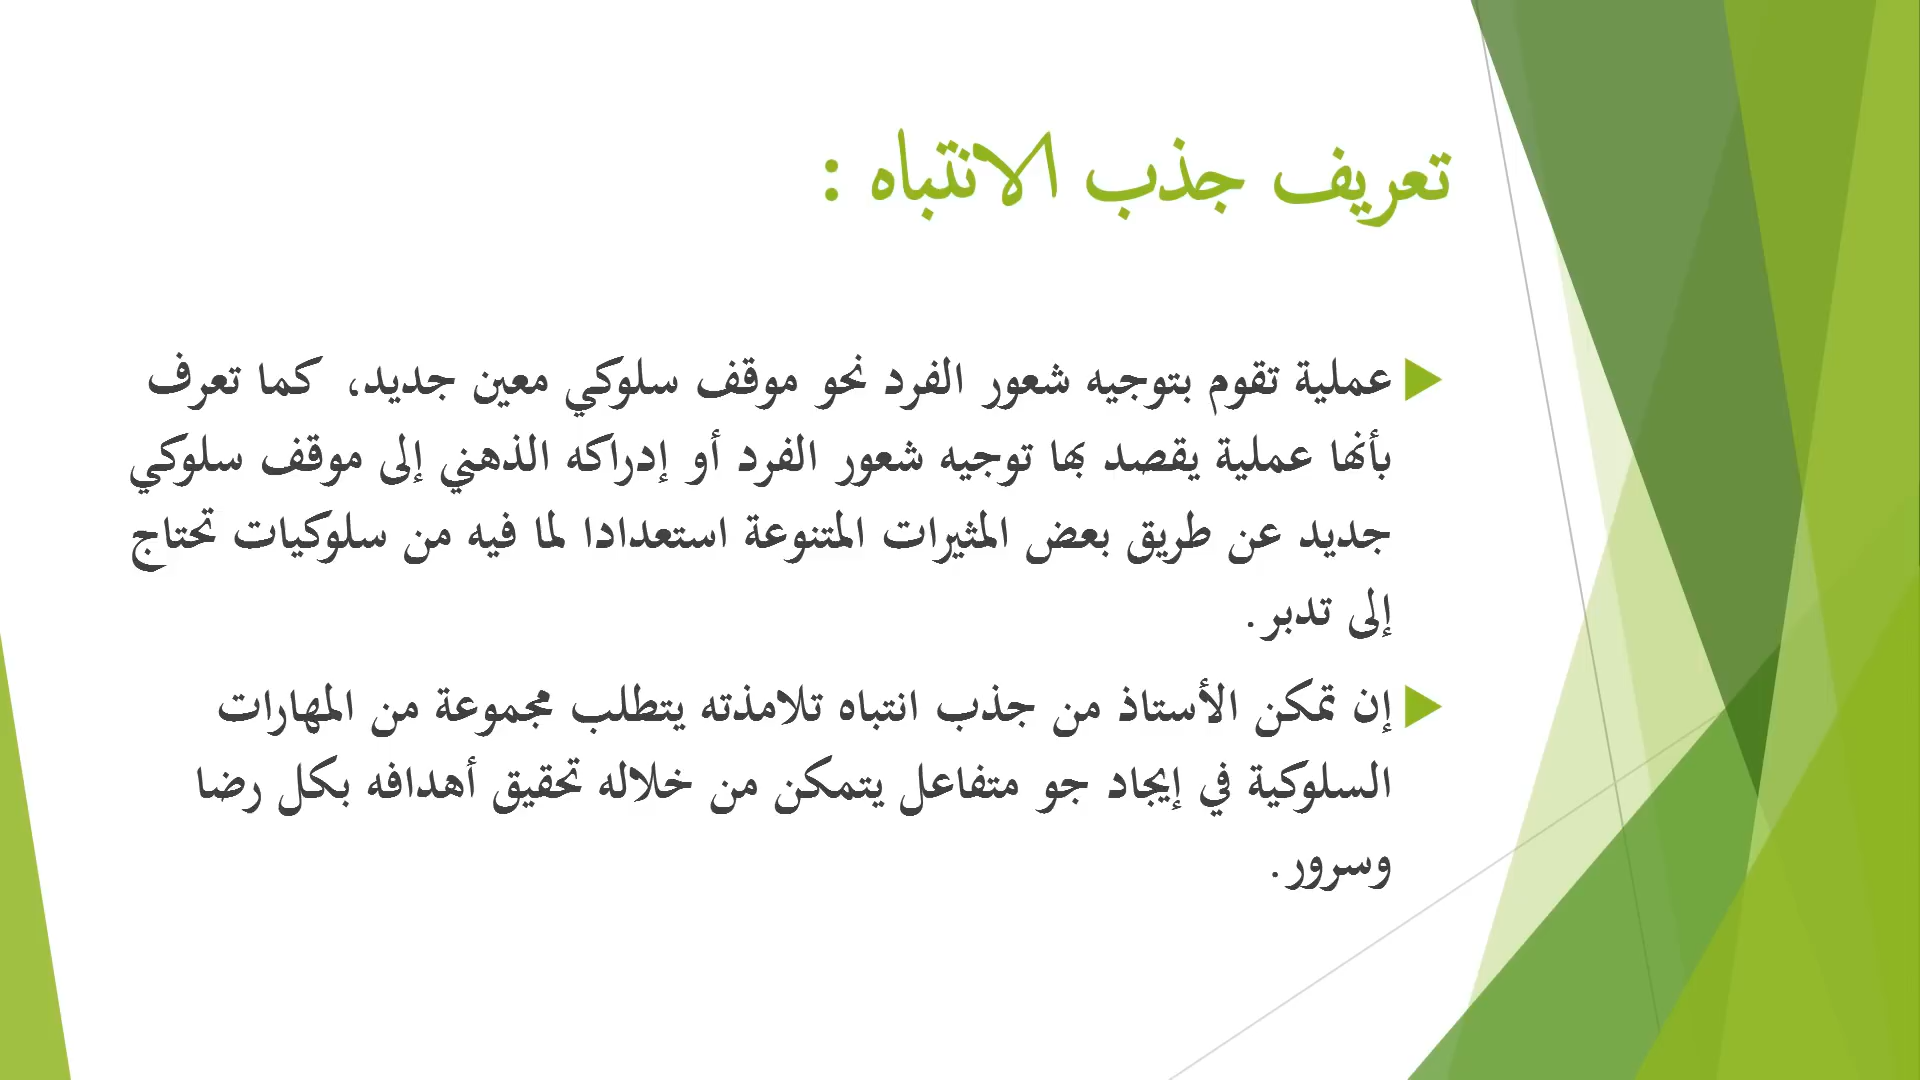 تعريف جذب الانتباه :
عملية تقوم بتوجيه شعور الفرد نحو موقف سلوكي معين جديد، كما تعرف
بأنها عملية يقصد بها توجيه شعور الفرد أو إدراكه الذهني إلى موقف سلوكي
جديد عن طريق بعض المثيرات المتنوعة استعدادا لما فيه من سلوكيات تحتاج
إلى تدبر.
إن تمكن الأستاذ من جذب انتباه تلامذته يتطلب مجموعة من المهارات
السلوكية في إيجاد جو متفاعل يتمكن من خلاله تحقيق أهدافه بكل رضا
وسرور.